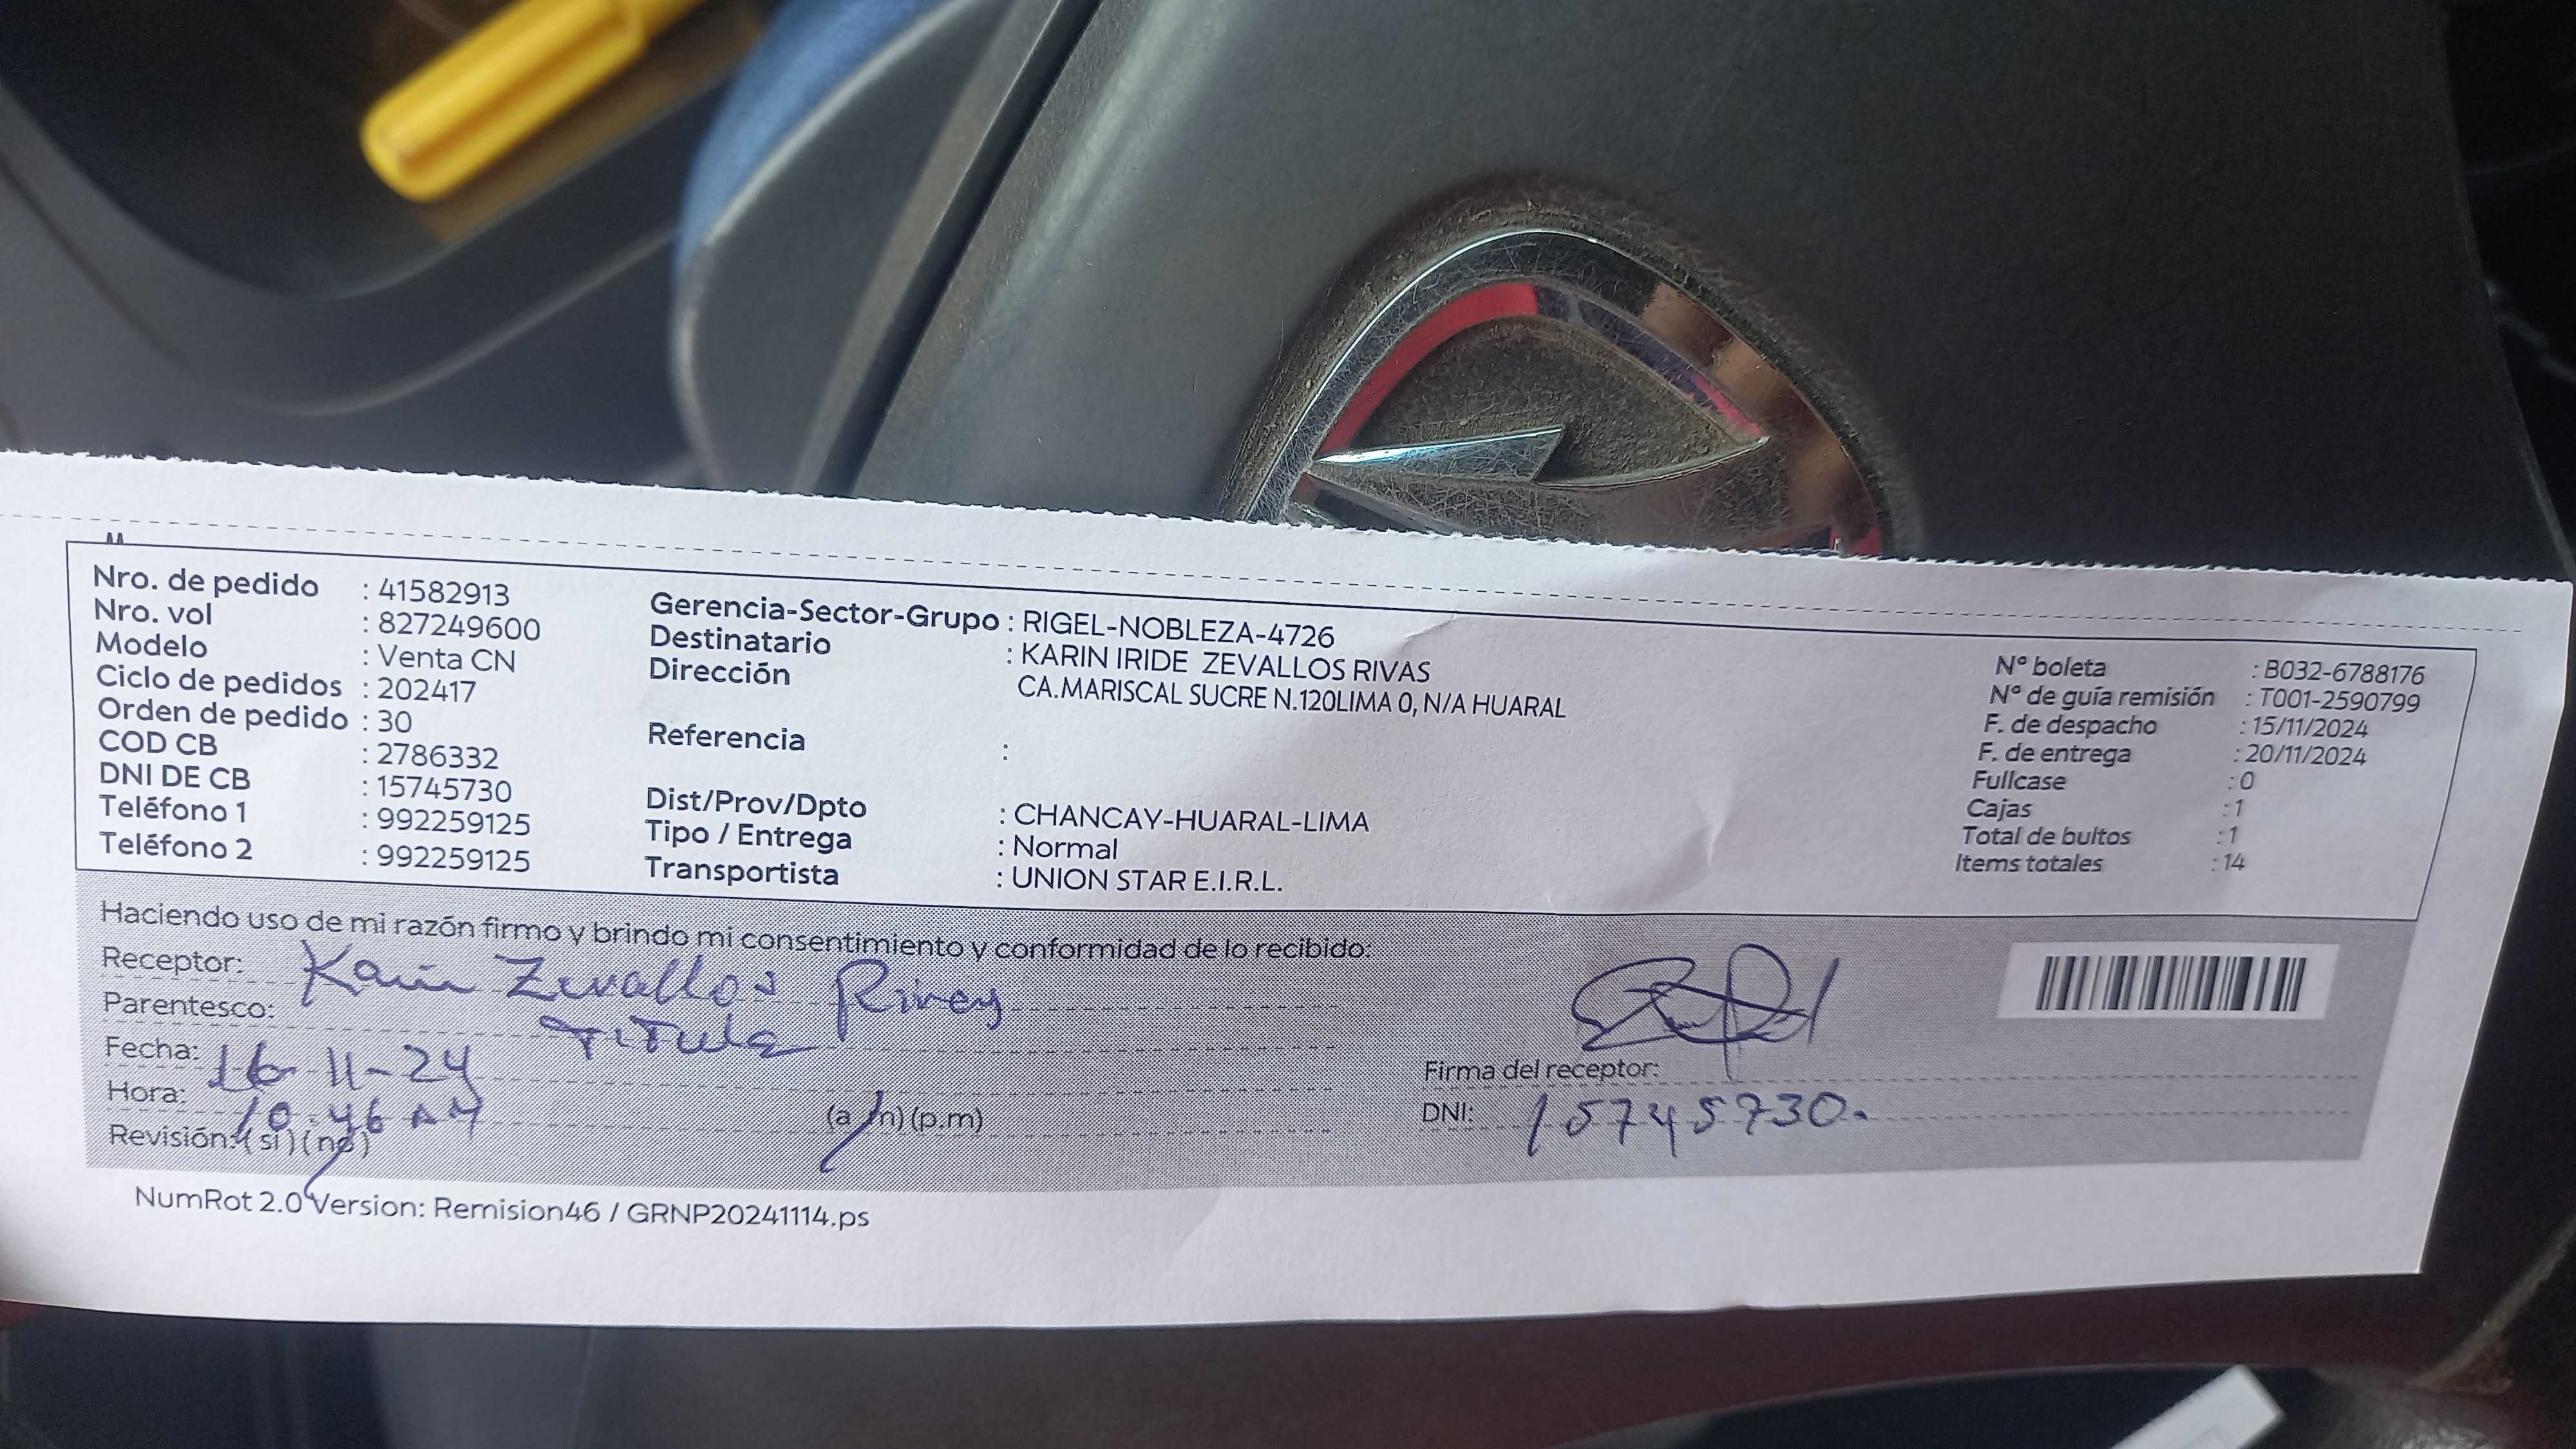 Nro. de pedido : 41582913
Nro. vol : 827249600
Modelo : Venta CN
Ciclo de pedidos : 202417
Orden de pedido : 30
COD CB : 2786332
DNI DE CB : 15745730
Teléfono 1 : 992259125
Teléfono 2 : 992259125
Gerencia-Sector-Grupo : RIGEL-NOBLEZA-4726
Destinatario : KARIN IRIDE ZEVALLOS RIVAS
Dirección CA.MARISCAL SUCRE N.120LIMA 0, N/A HUARAL
Referencia :
Dist/Prov/Dpto : CHANCAY-HUARAL-LIMA
Tipo / Entrega : Normal
Transportista : UNION STAR E.I.R.L.
N° boleta : B032-6788176
N° de guía remisión : T001-2590799
F. de despacho : 15/11/2024
F. de entrega : 20/11/2024
Fullcase : 0
Cajas : 1
Total de bultos : 1
Items totales : 14
Haciendo uso de mi razón firmo y brindo mi consentimiento y conformidad de lo recibido:
Receptor: Karin Zevallos Rivas
Parentesco: Titula
Fecha: 16-11-24
Hora: 10:46 AM (a.m) (p.m)
Revisión: (si) (no)
Firma del receptor:
DNI: 15745730.
NumRot 2.0 Version: Remision46 / GRNP20241114.ps